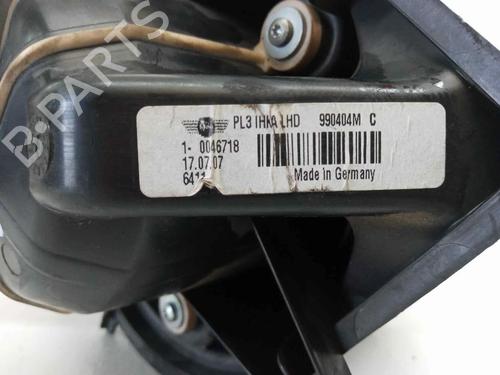 PL3 IHKA LHD 990404M C
1- 0046718
17.07.07
6411
Made in Germany
B-PARTS